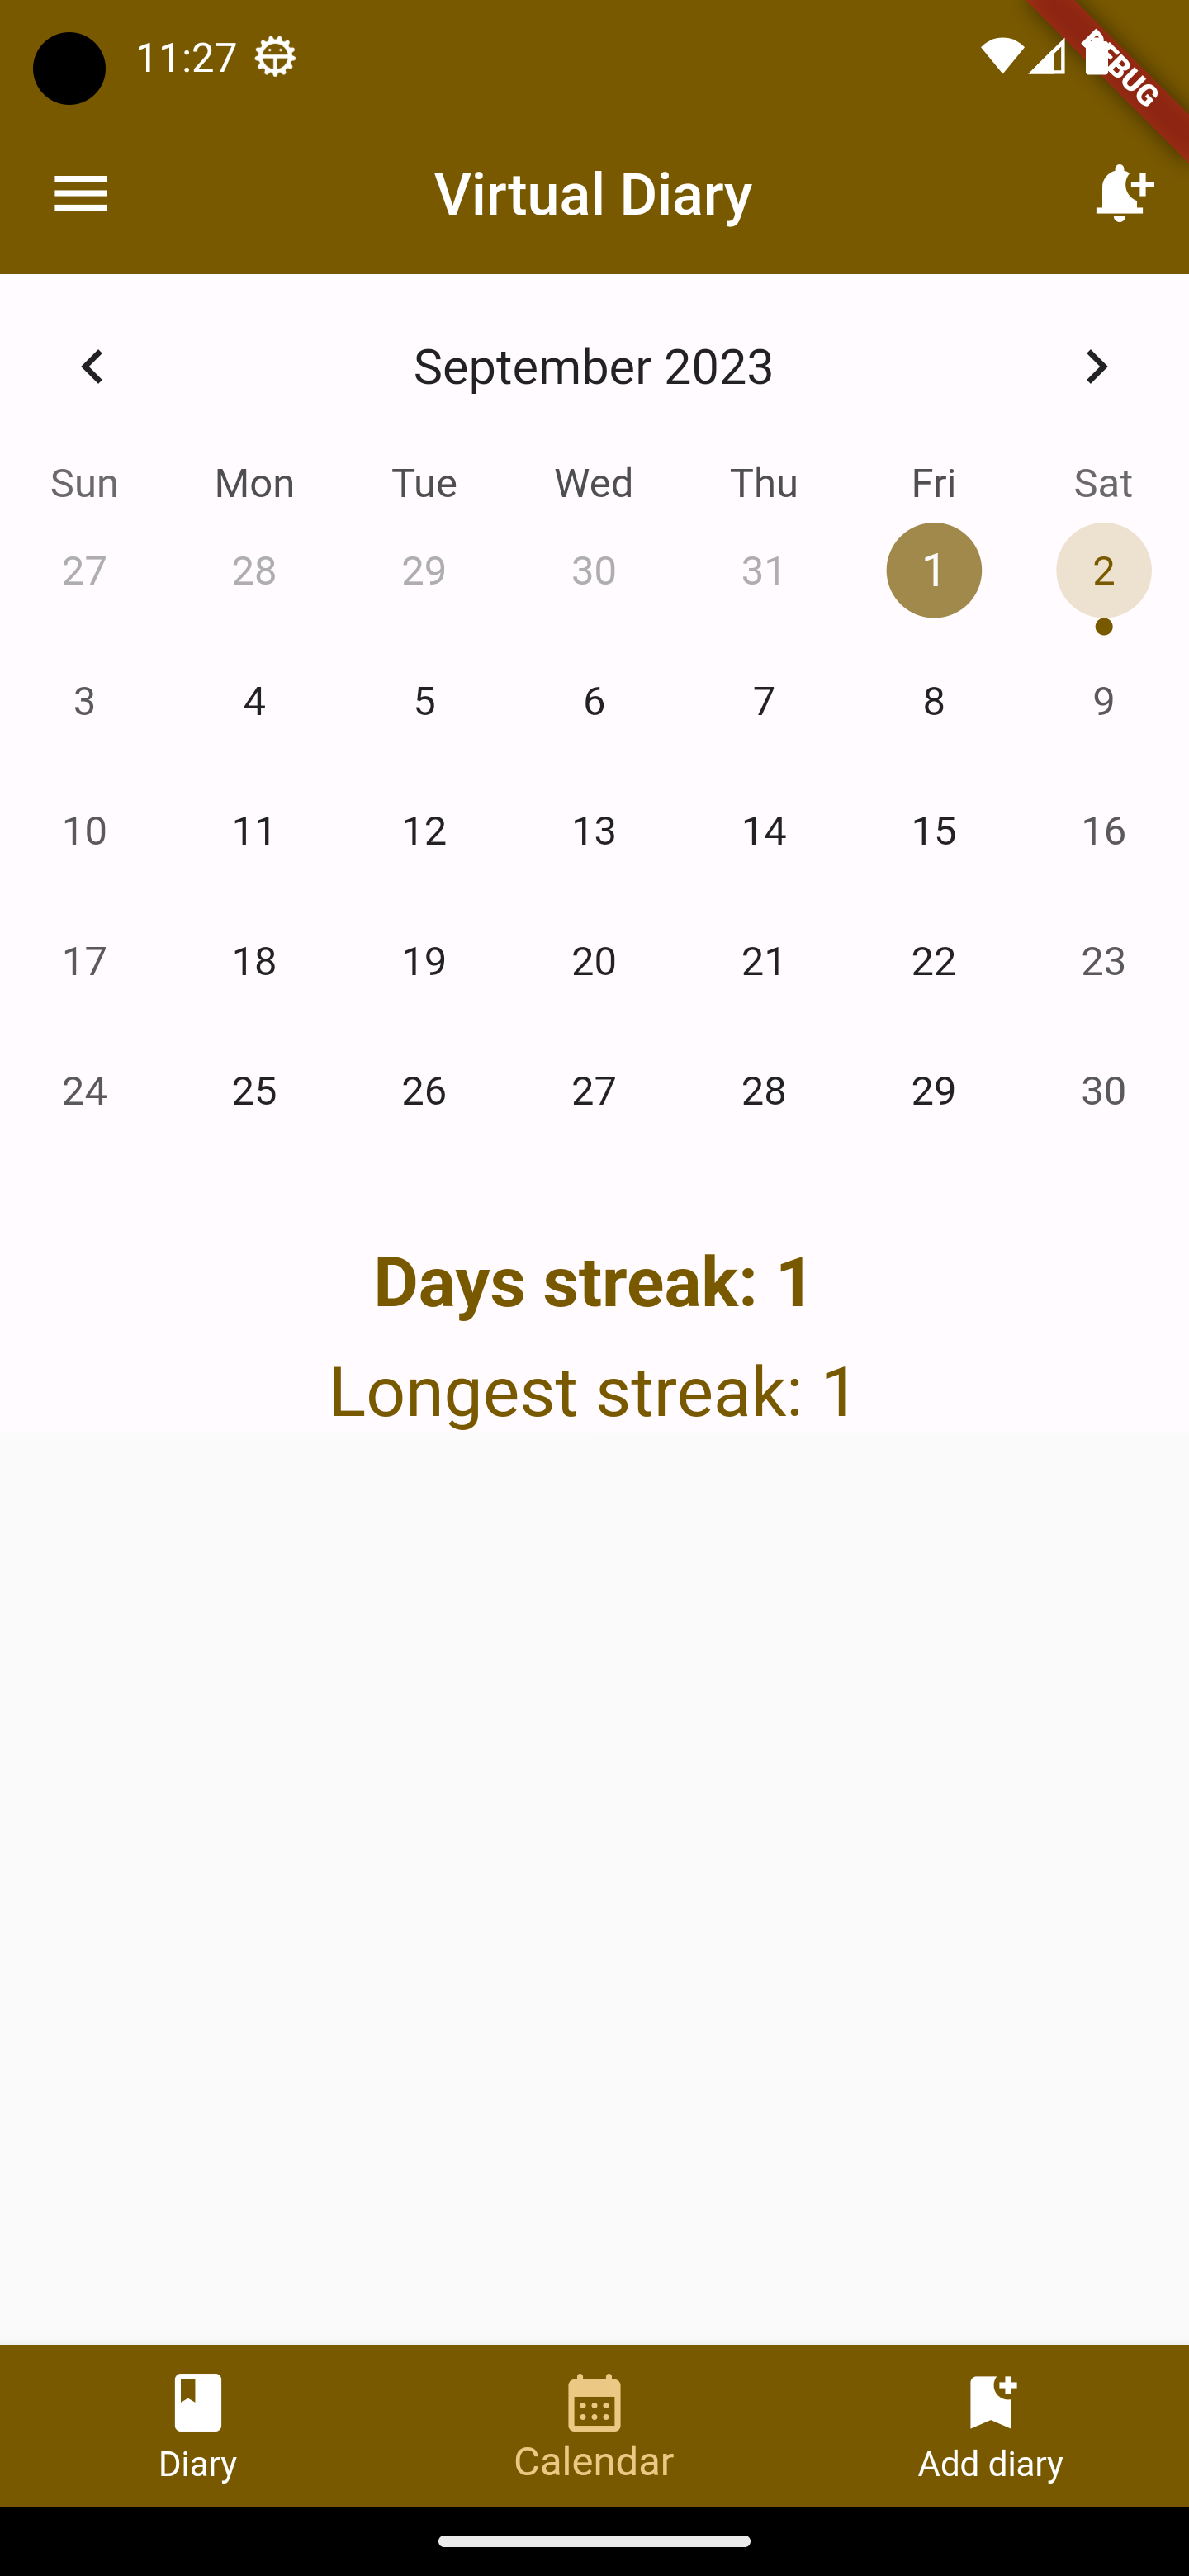 11:27
DEBUG
Virtual Diary
September 2023
Sun Mon Tue Wed Thu Fri Sat
27 28 29 30 31 1 2
3 4 5 6 7 8 9
10 11 12 13 14 15 16
17 18 19 20 21 22 23
24 25 26 27 28 29 30
Days streak: 1
Longest streak: 1
Diary Calendar Add diary